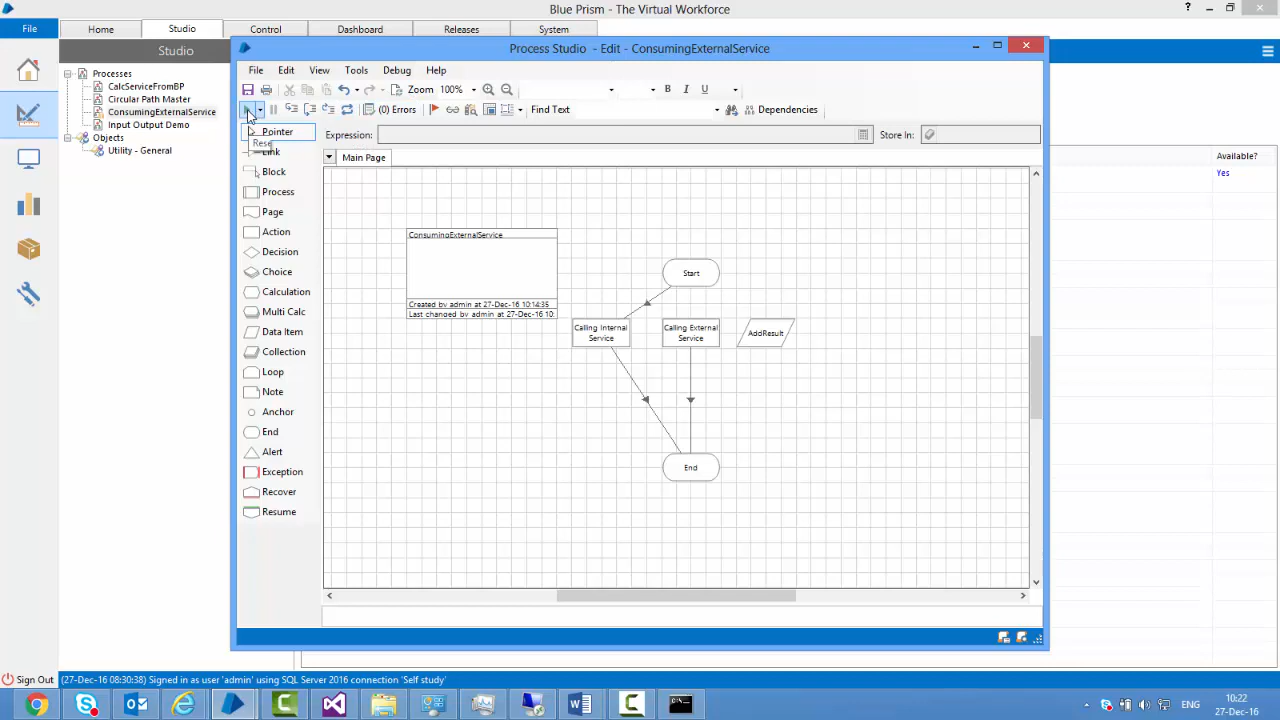 Blue Prism - The Virtual Workforce
?
File
Home
Studio
Control
Dashboard
Releases
System
Studio
Processes
CalcServiceFromBP
Circular Path Master
ConsumingExternalService
Input Output Demo
Objects
Utility - General
Process Studio - Edit - ConsumingExternalService
File Edit View Tools Debug Help
Zoom 100% B I U
(0) Errors Find Text Dependencies
Expression: Store In:
Pointer
Link
Block
Process
Page
Action
Decision
Choice
Calculation
Multi Calc
Data Item
Collection
Loop
Note
Anchor
End
Alert
Exception
Recover
Resume
Main Page
ConsumingExternalService
Created by admin at 27-Dec-16 10:14:35
Last changed by admin at 27-Dec-16 10:
Start
Calling Internal
Service
Calling External
Service
AddResult
End
Available?
Yes
Sign Out
(27-Dec-16 08:30:38) Signed in as user 'admin' using SQL Server 2016 connection 'Self study'
ENG
10:22
27-Dec-16